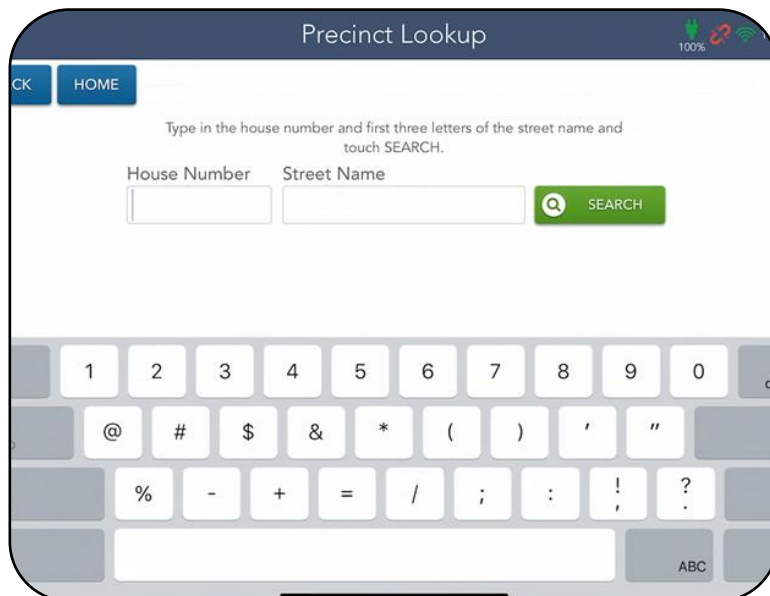 Precinct Lookup
100%
CK HOME
Type in the house number and first three letters of the street name and
touch SEARCH.
House Number Street Name
SEARCH
1 2 3 4 5 6 7 8 9 0
@ # $ & * ( ) ' "
% - + = / ; : ! , ? .
ABC